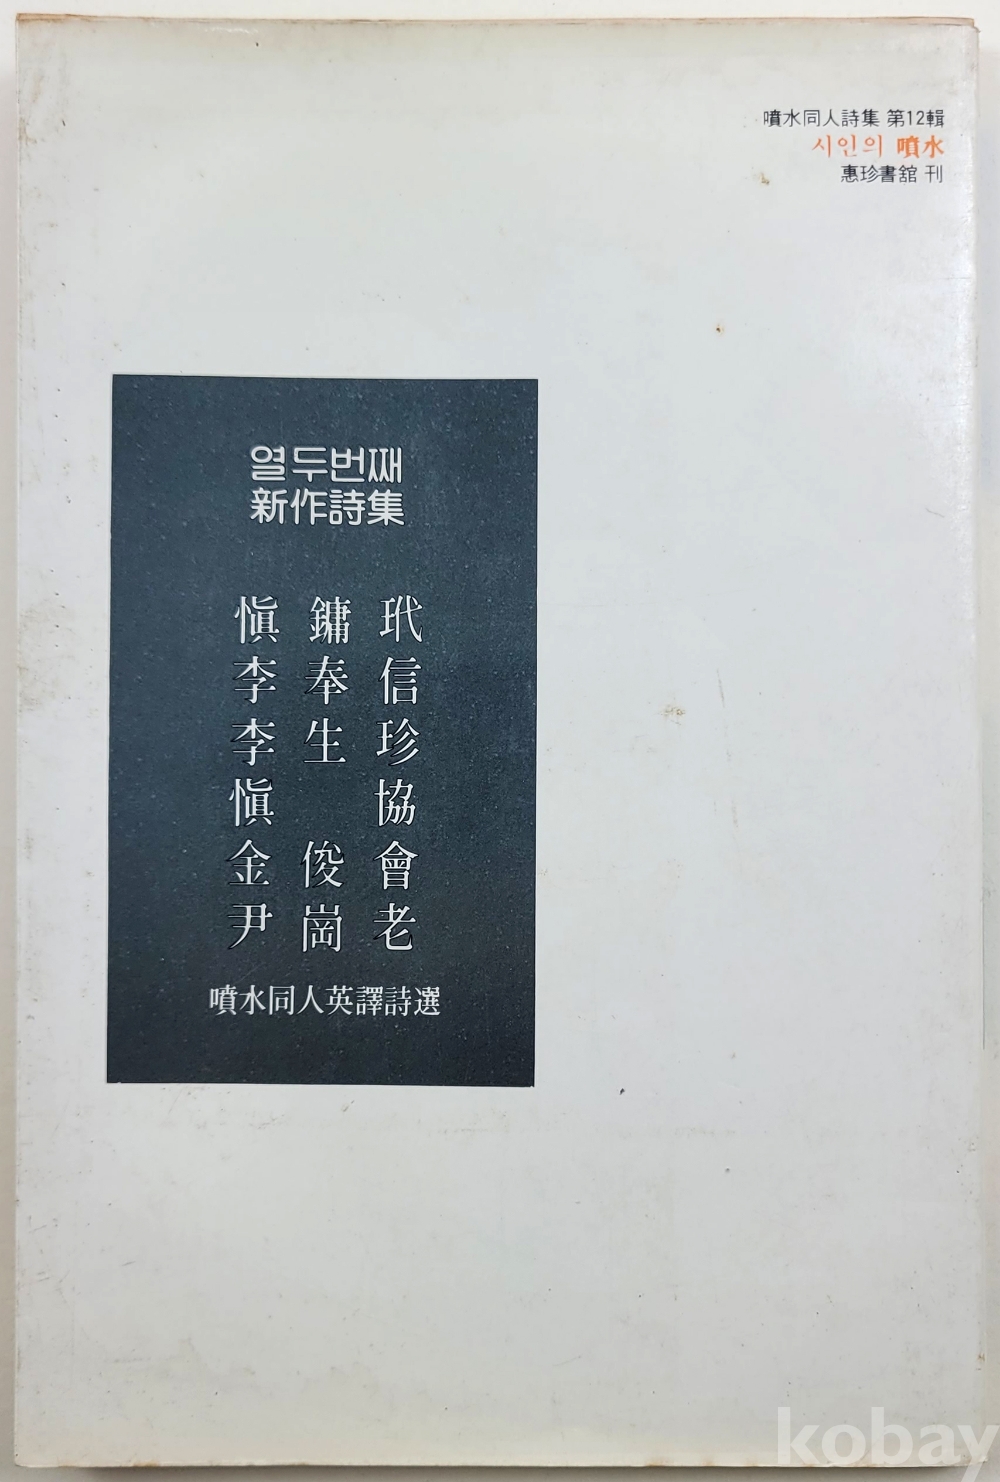 噴水同人詩集 第12輯
시인의 噴水
惠珍書舘 刊
열두번째
新作詩集
愼鏞玳
李奉信
李生珍
愼協
金俊會
尹崗老
噴水同人英譯詩選
kobay